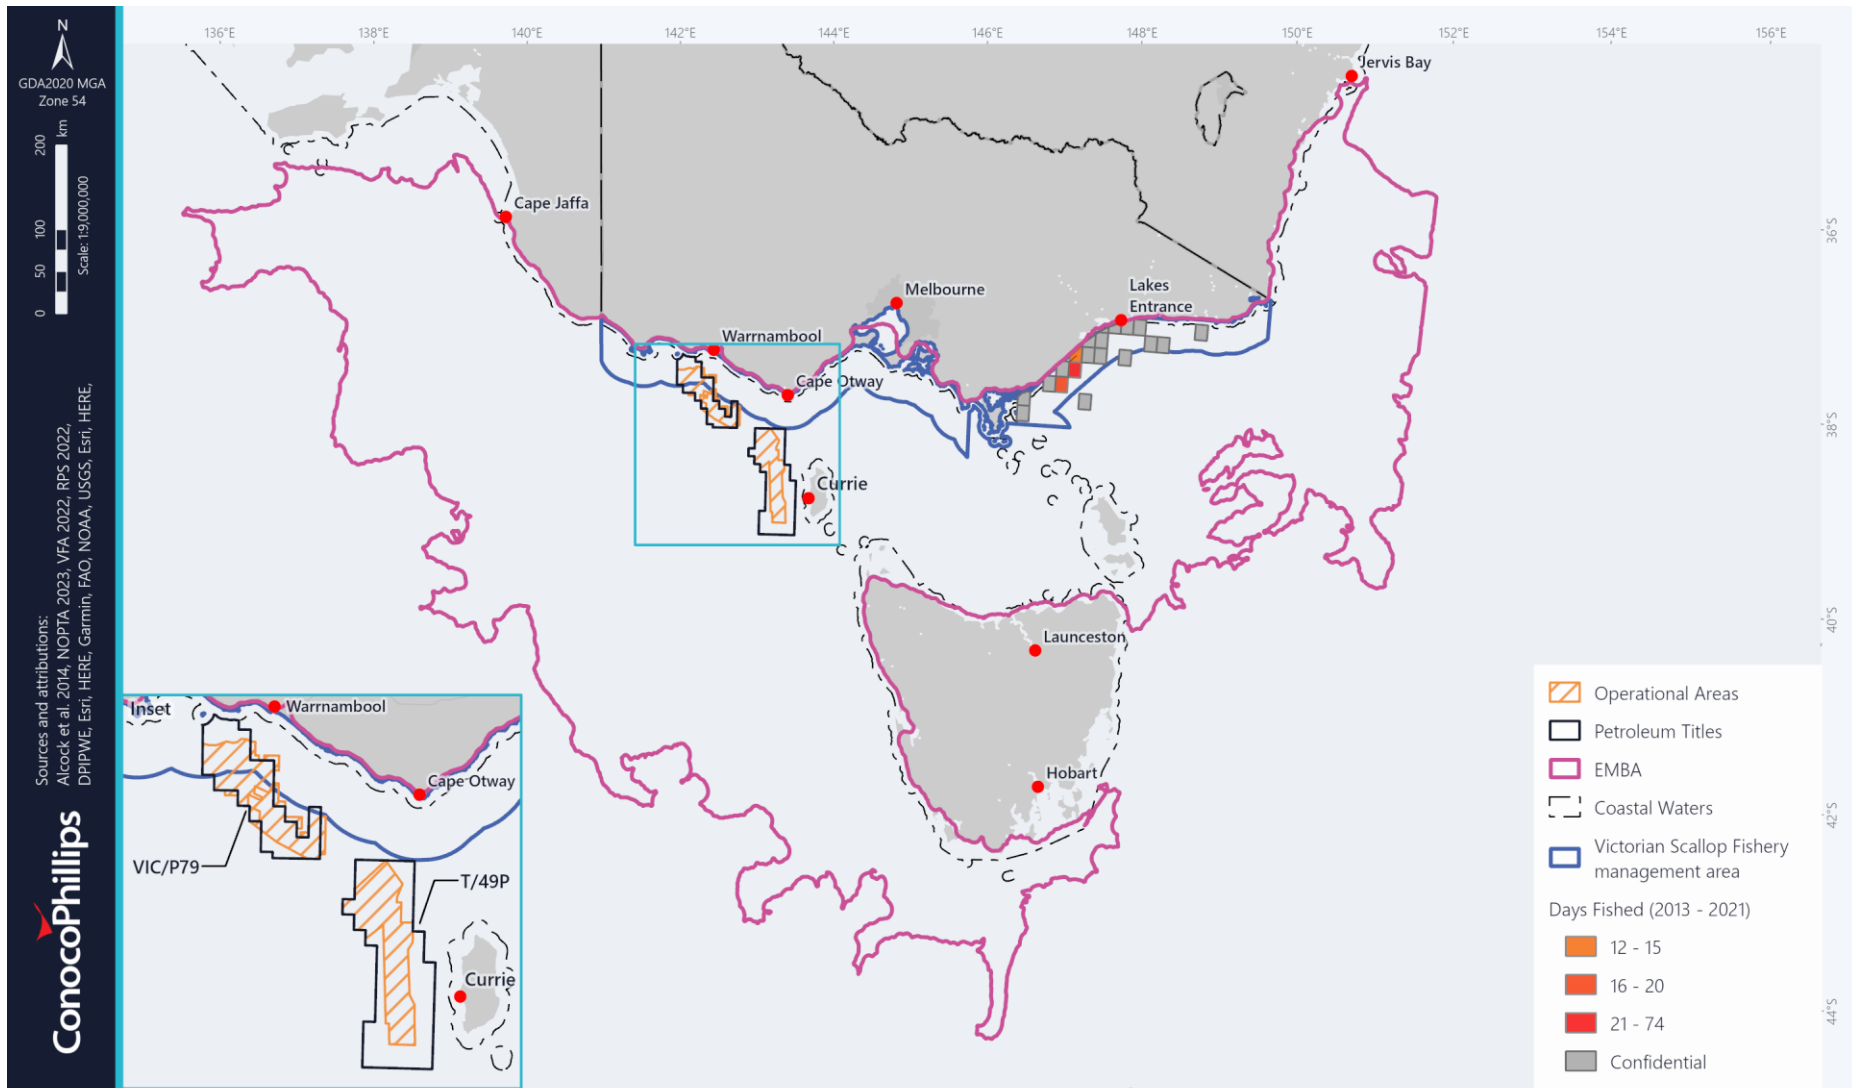 N
GDA2020 MGA
Zone 54
0 50 100 200
km
Scale: 1:9,000,000
Sources and attributions:
Alcock et al. 2014, NOPTA 2023, VFA 2022, RPS 2022,
DPIPWE, Esri, HERE, Garmin, FAO, NOAA, USGS, Esri, HERE,
ConocoPhillips
136°E 138°E 140°E 142°E 144°E 146°E 148°E 150°E 152°E 154°E 156°E
36°S
38°S
40°S
42°S
44°S
Jervis Bay
Cape Jaffa
Melbourne
Lakes
Entrance
Warrnambool
Cape Otway
Currie
Launceston
Hobart
Inset
Warrnambool
Cape Otway
VIC/P79
T/49P
Currie
Operational Areas
Petroleum Titles
EMBA
Coastal Waters
Victorian Scallop Fishery
management area
Days Fished (2013 - 2021)
12 - 15
16 - 20
21 - 74
Confidential